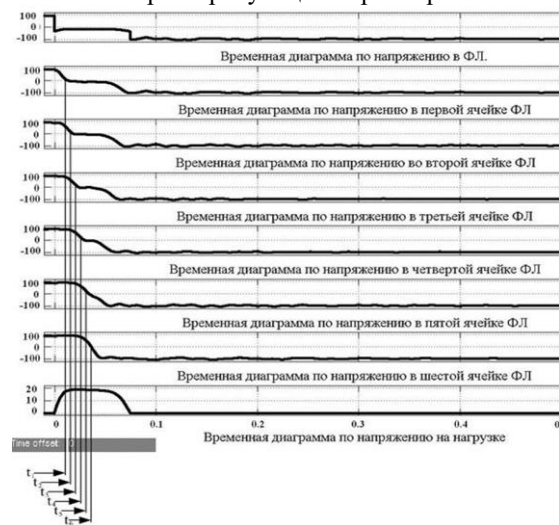 100
0
-100
Временная диаграмма по напряжению в ФЛ.
100
0
-100
Временная диаграмма по напряжению в первой ячейке ФЛ
100
0
-100
Временная диаграмма по напряжению во второй ячейке ФЛ
100
0
-100
Временная диаграмма по напряжению в третьей ячейке ФЛ
100
0
-100
Временная диаграмма по напряжению в четвертой ячейке ФЛ
100
0
-100
Временная диаграмма по напряжению в пятой ячейке ФЛ
100
0
-100
Временная диаграмма по напряжению в шестой ячейке ФЛ
20
10
0
0 0.1 0.2 0.3 0.4
Временная диаграмма по напряжению на нагрузке
Time offset: 0